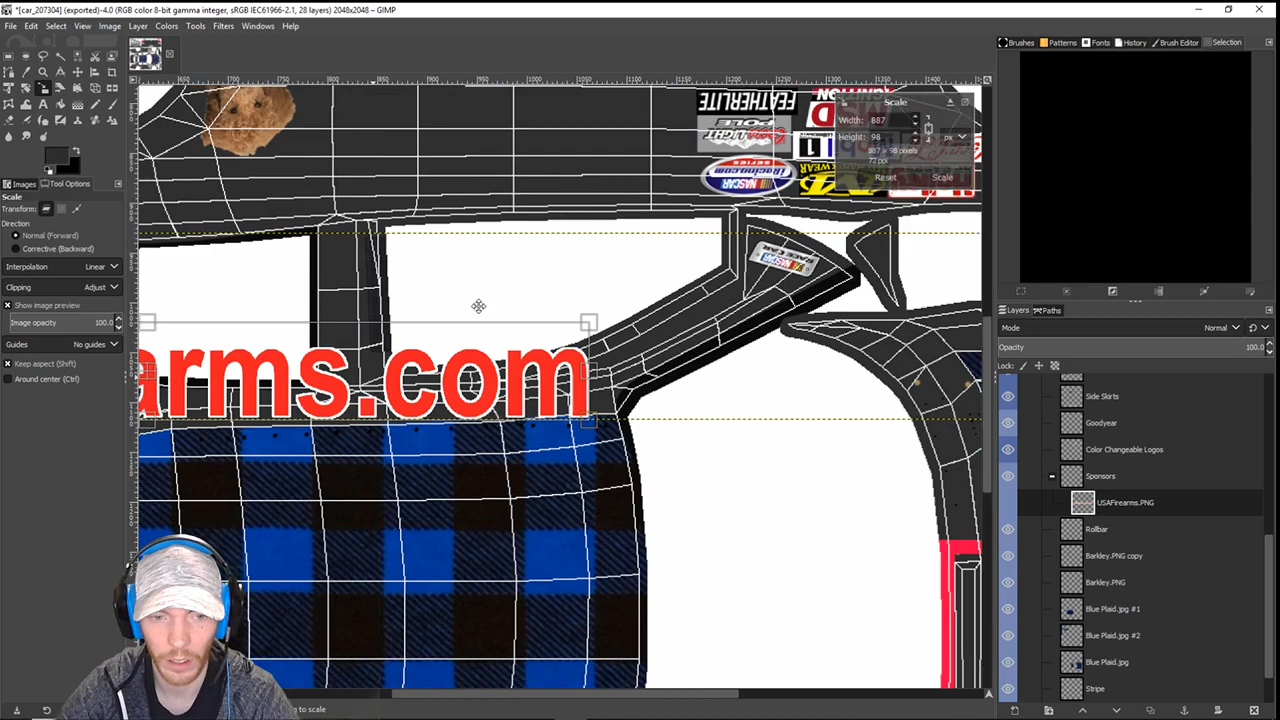 *[car_207304] (exported)-4.0 (RGB color 8-bit gamma integer, sRGB IEC61966-2.1, 28 layers) 2048x2048 – GIMP
File Edit Select View Image Layer Colors Tools Filters Windows Help
Brushes Patterns Fonts History Brush Editor Selection
Images Tool Options
Scale
Transform:
Direction
Normal (Forward)
Corrective (Backward)
Interpolation Linear
Clipping Adjust
Show image preview
Image opacity 100.0
Guides No guides
Keep aspect (Shift)
Around center (Ctrl)
FEATHERLITE
POLE
NASCAR
Scale
Width: 887
Height: 98
887 × 98 pixels
72 ppi
px
Reset Scale
RACE CAR
NASCAR
arms.com
Layers Paths
Mode Normal
Opacity 100.0
Lock:
Side Skirts
Goodyear
Color Changeable Logos
Sponsors
USAFirearms.PNG
Rollbar
Barkley.PNG copy
Barkley.PNG
Blue Plaid.jpg #1
Blue Plaid.jpg #2
Blue Plaid.jpg
Stripe
to scale